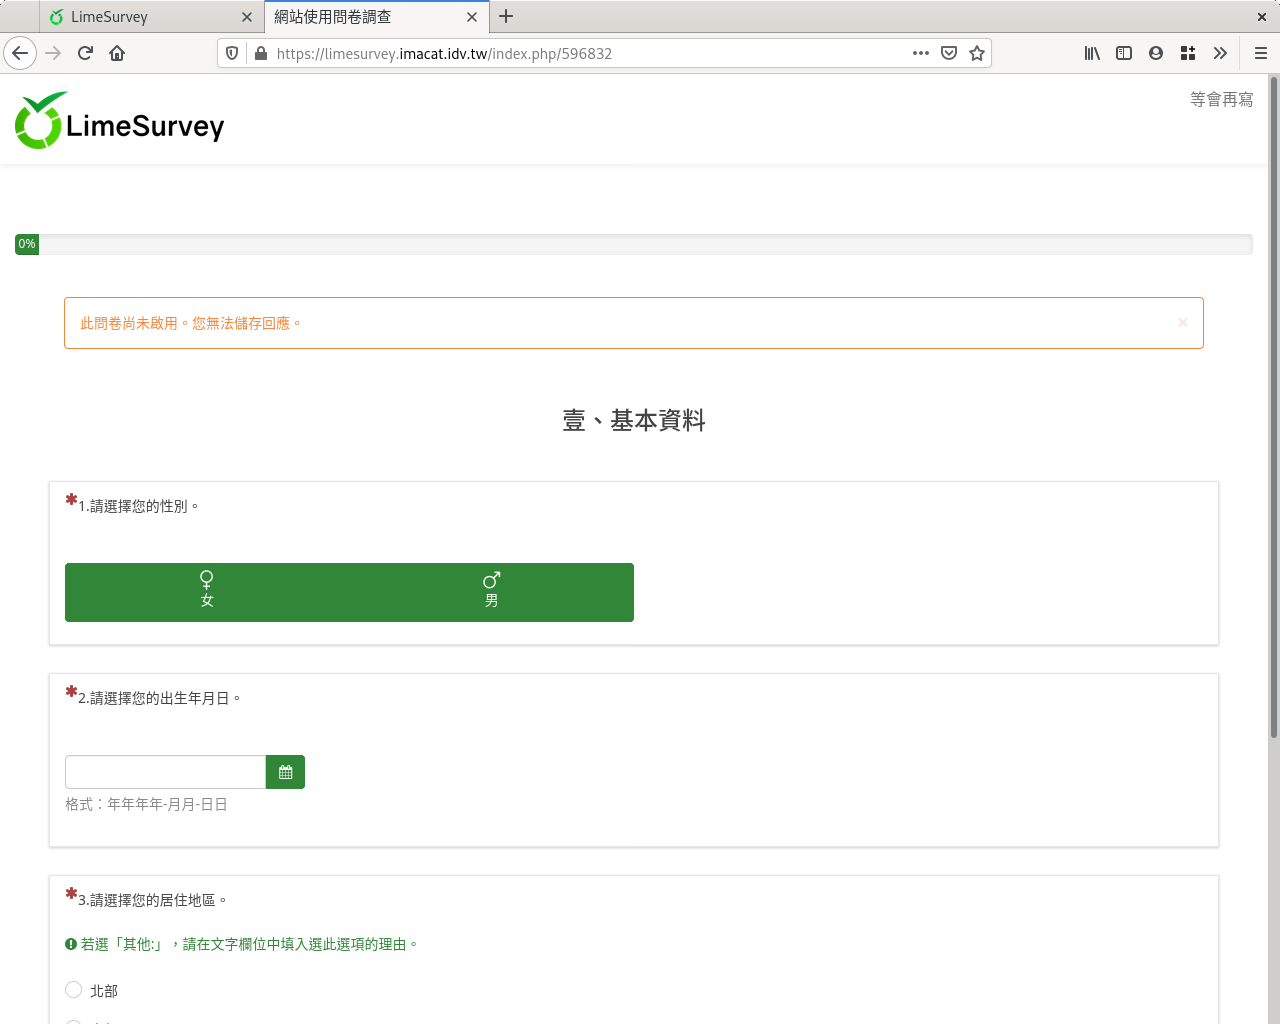 LimeSurvey
網站使用問卷調查
https://limesurvey.imacat.idv.tw/index.php/596832
LimeSurvey
等會再寫
0%
此問卷尚未啟用。您無法儲存回應。
壹、基本資料
1.請選擇您的性別。
女
男
2.請選擇您的出生年月日。
格式：年年年年-月月-日日
3.請選擇您的居住地區。
若選「其他:」，請在文字欄位中填入選此選項的理由。
北部